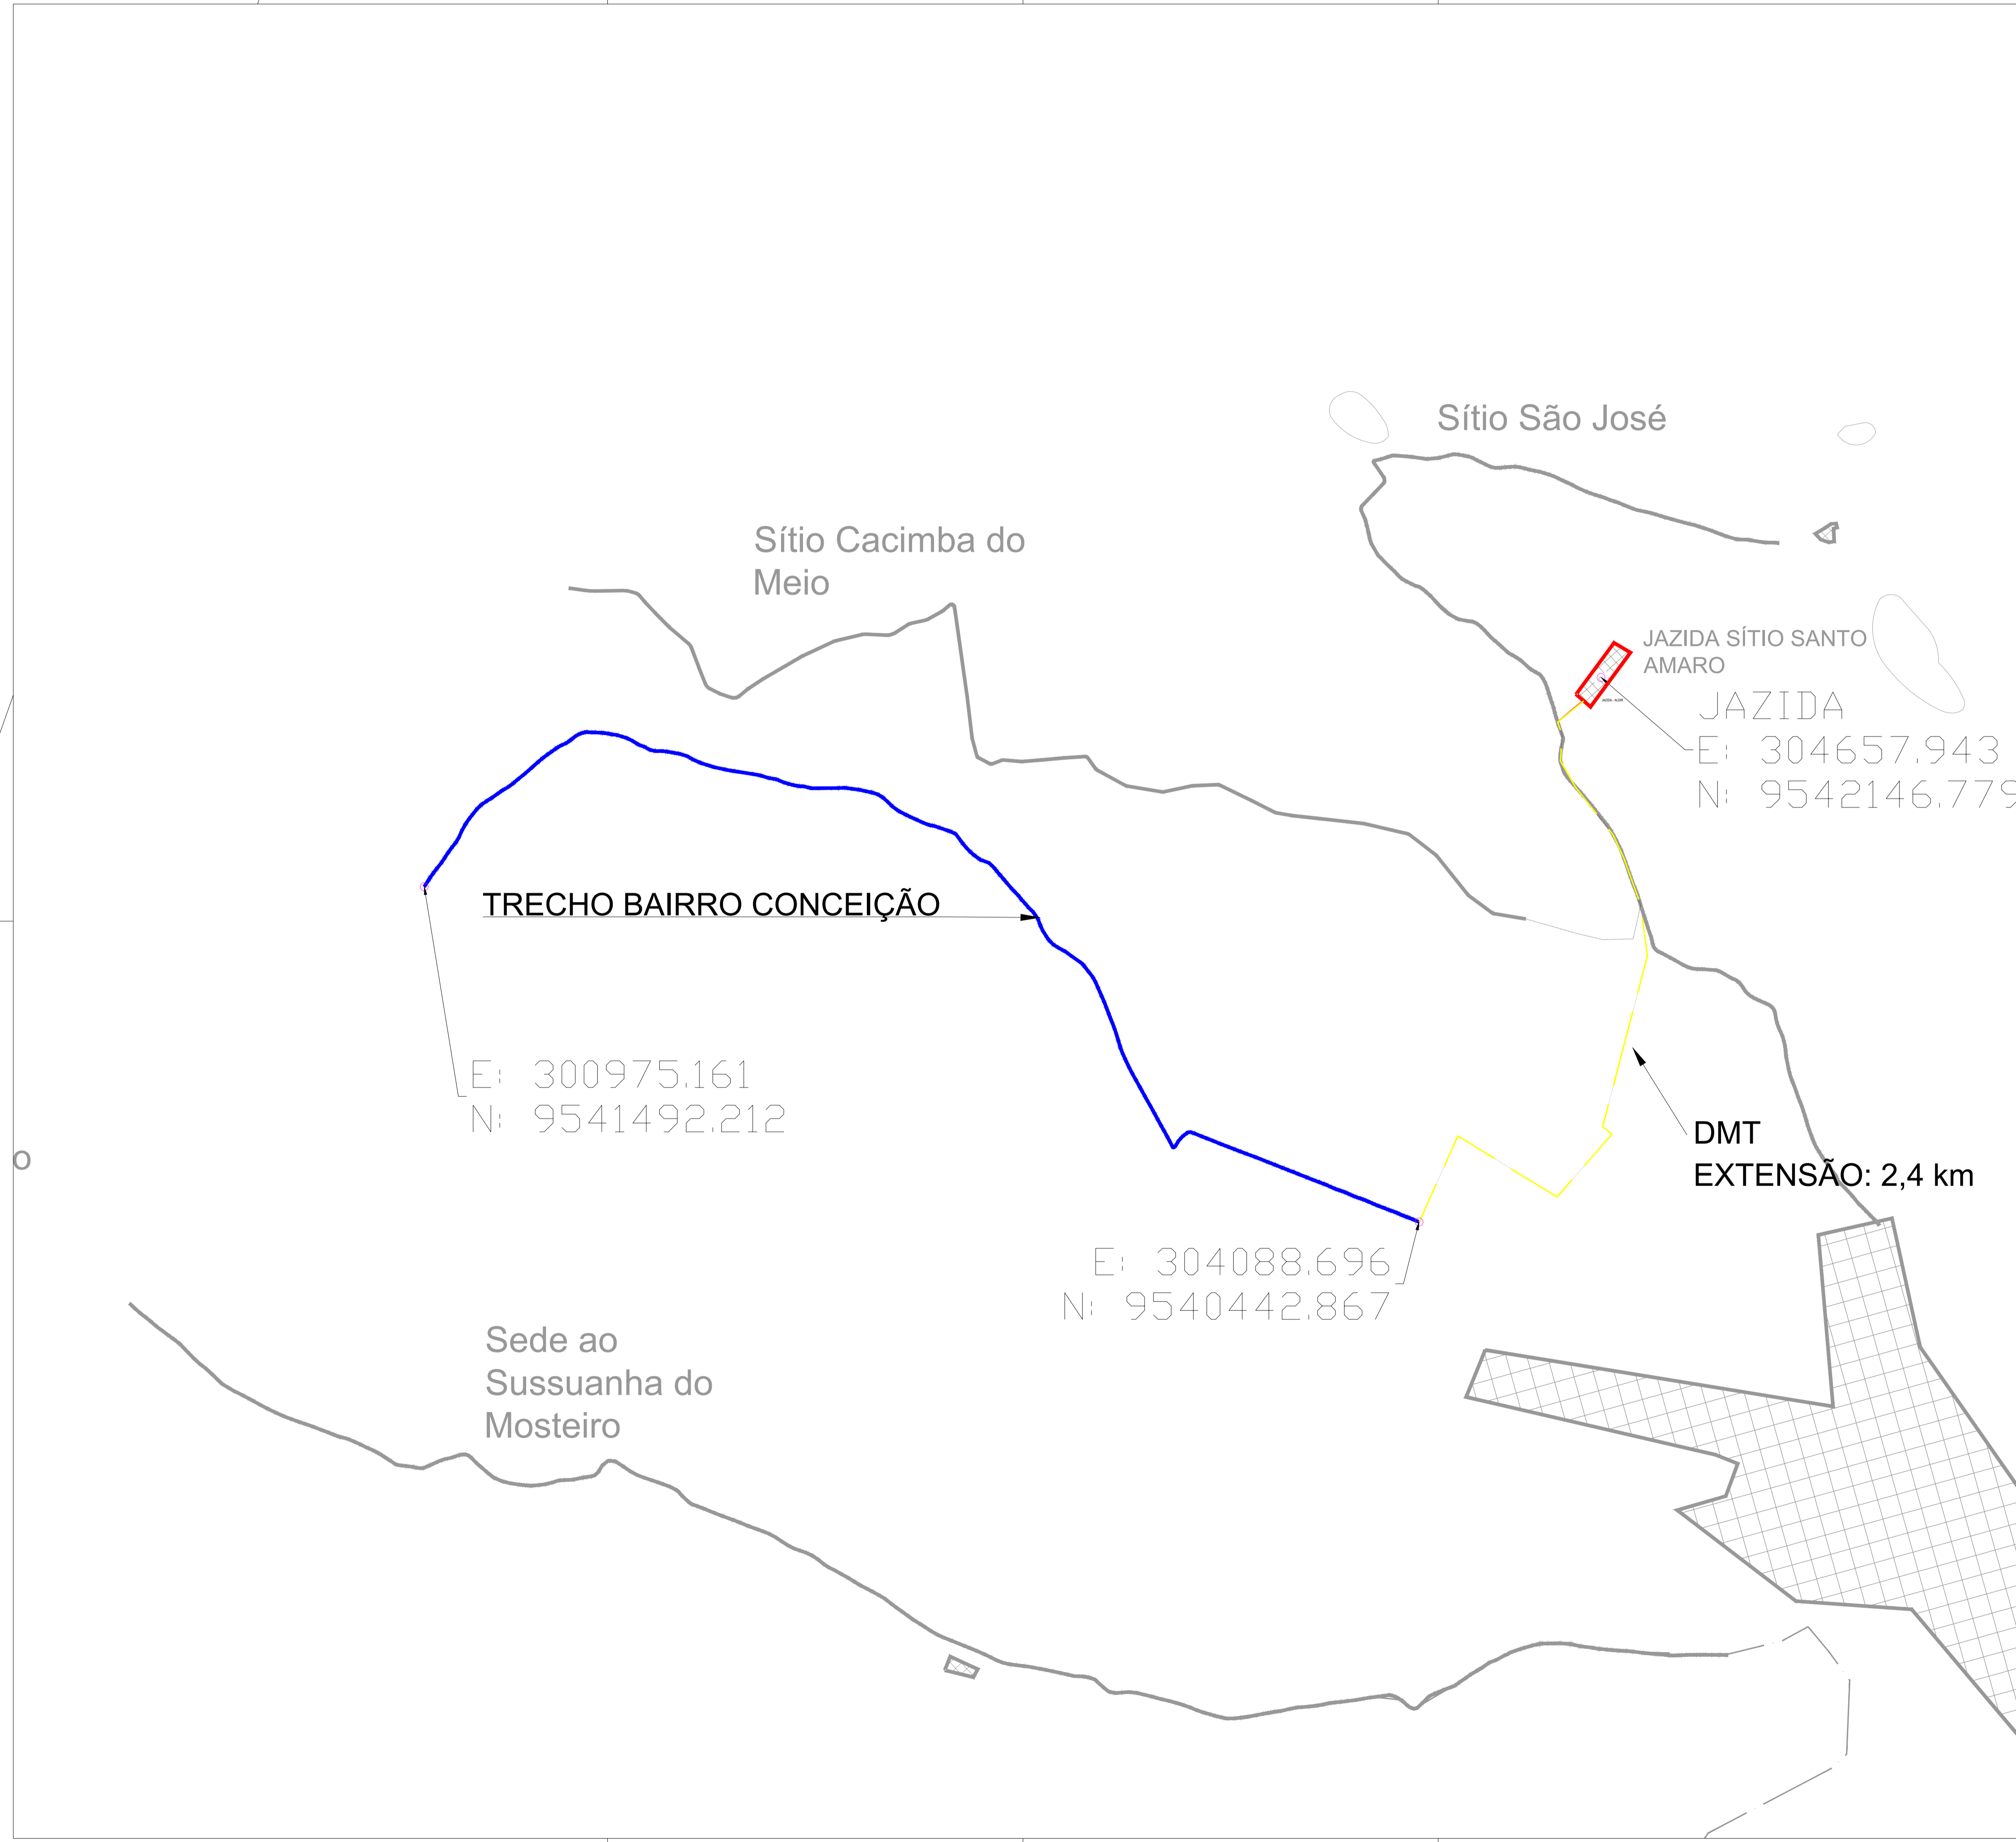 Sítio São José
Sítio Cacimba do
Meio
JAZIDA SÍTIO SANTO
AMARO
JAZIDA
E: 304657.943
N: 9542146.779
TRECHO BAIRRO CONCEIÇÃO
E: 300975.161
N: 9541492.212
o
DMT
EXTENSÃO: 2,4 km
E: 304088.696
N: 9540442.867
Sede ao
Sussuanha do
Mosteiro